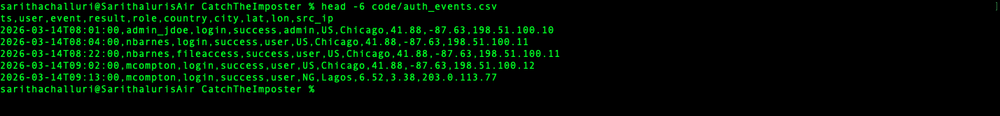 sarithachalluri@SarithalurisAir CatchTheImposter % head -6 code/auth_events.csv
ts,user,event,result,role,country,city,lat,lon,src_ip
2026-03-14T08:01:00,admin_jdoe,login,success,admin,US,Chicago,41.88,-87.63,198.51.100.10
2026-03-14T08:04:00,nbarnes,login,success,user,US,Chicago,41.88,-87.63,198.51.100.11
2026-03-14T08:22:00,nbarnes,fileaccess,success,user,US,Chicago,41.88,-87.63,198.51.100.11
2026-03-14T09:02:00,mcompton,login,success,user,US,Chicago,41.88,-87.63,198.51.100.12
2026-03-14T09:13:00,mcompton,login,success,user,NG,Lagos,6.52,3.38,203.0.113.77
sarithachalluri@SarithalurisAir CatchTheImposter %